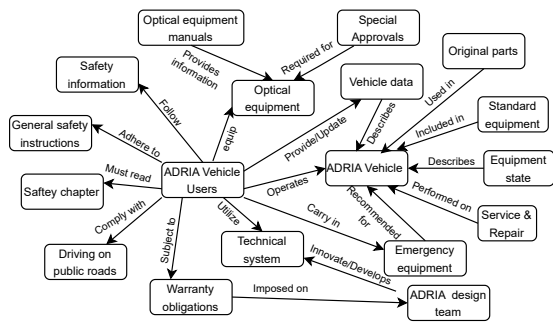 Optical equipment
manuals
Special
Approvals
Original parts
Provides
information
Required for
Safety
information
Optical
equipment
Vehicle data
Used in
Standard
equipment
Follow
equip
Provide/Update
Describes
Included in
General safety
instructions
Adhere to
ADRIA Vehicle
Users
ADRIA Vehicle
Describes
Equipment
state
Must read
Operates
Saftey chapter
Performed on
Service &
Repair
Comply with
Subject to
Utilize
Carry in
Recommended
for
Driving on
public roads
Technical
system
Emergency
equipment
Innovate/Develops
Warranty
obligations
Imposed on
ADRIA design
team